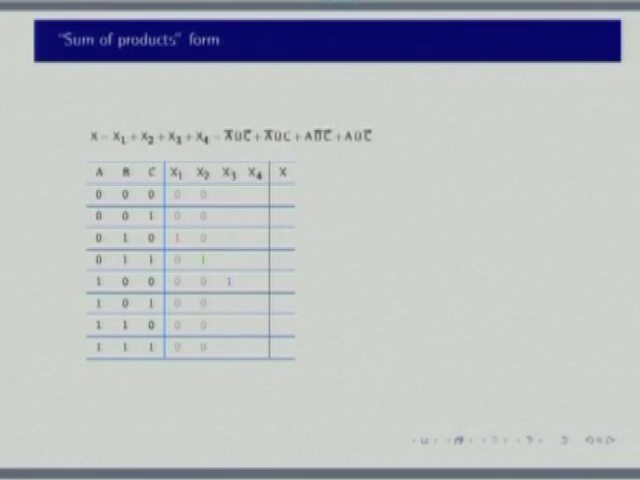 "Sum of products" form
X = X₁ + X₂ + X₃ + X₄ = A̅BC̅ + A̅BC + AB̅C̅ + ABC̅
A B C X₁ X₂ X₃ X₄ X
0 0 0 0 0
0 0 1 0 0
0 1 0 1 0
0 1 1 0 1
1 0 0 0 0 1
1 0 1 0 0
1 1 0 0 0
1 1 1 0 0